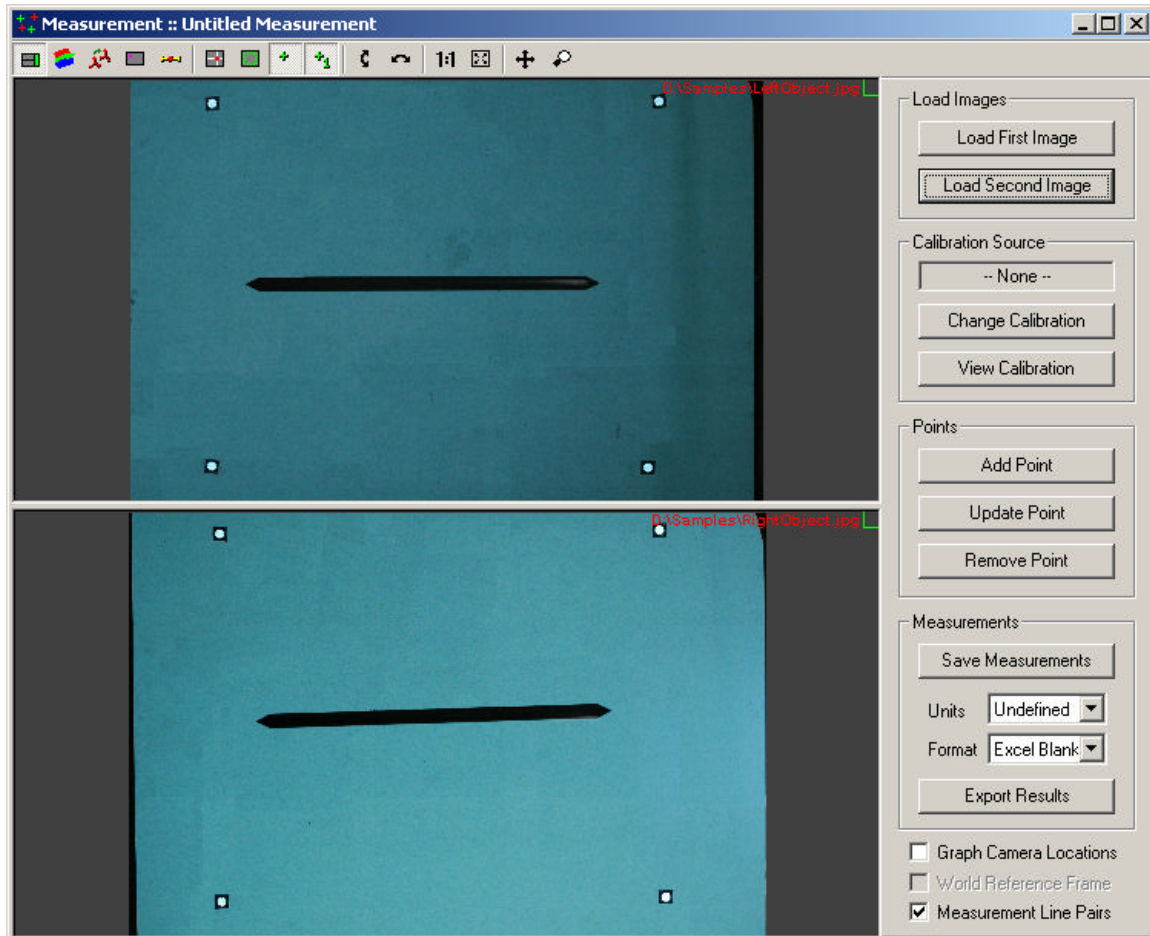 Measurement :: Untitled Measurement
1:1
D:\Samples\LeftObject.jpg
D:\Samples\RightObject.jpg
Load Images
Load First Image
Load Second Image
Calibration Source
-- None --
Change Calibration
View Calibration
Points
Add Point
Update Point
Remove Point
Measurements
Save Measurements
Units Undefined
Format Excel Blank
Export Results
Graph Camera Locations
World Reference Frame
Measurement Line Pairs